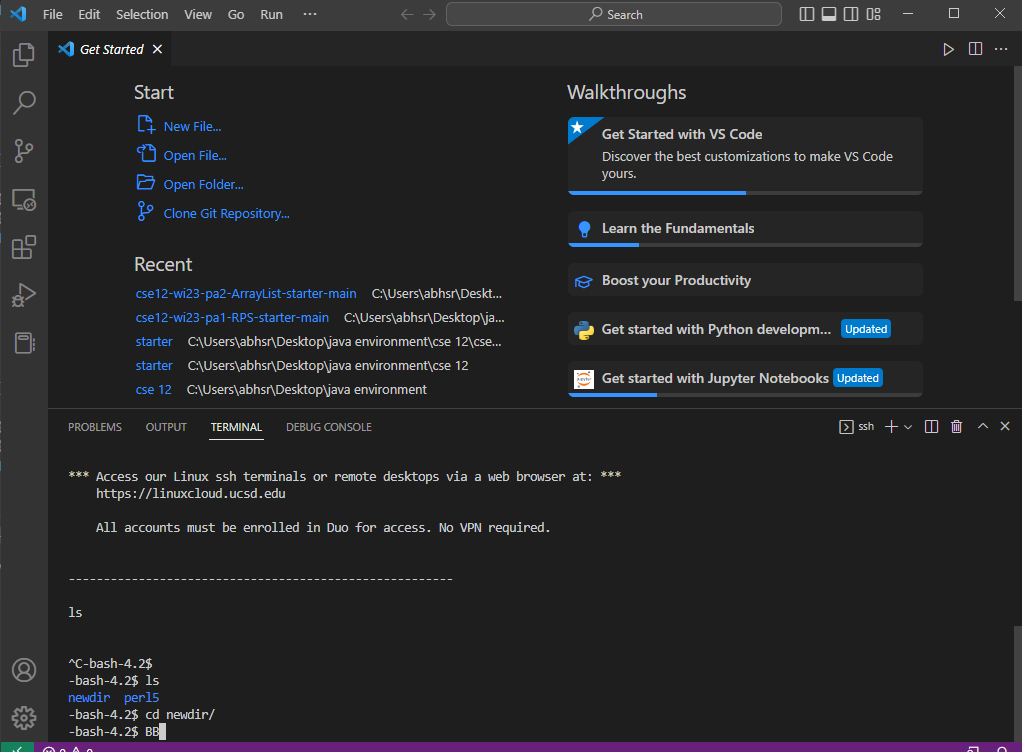 File Edit Selection View Go Run ···
Search
Get Started
Start
New File...
Open File...
Open Folder...
Clone Git Repository...
Recent
cse12-wi23-pa2-ArrayList-starter-main C:\Users\abhsr\Deskt...
cse12-wi23-pa1-RPS-starter-main C:\Users\abhsr\Desktop\ja...
starter C:\Users\abhsr\Desktop\java environment\cse 12\cse...
starter C:\Users\abhsr\Desktop\java environment\cse 12
cse 12 C:\Users\abhsr\Desktop\java environment
Walkthroughs
Get Started with VS Code
Discover the best customizations to make VS Code
yours.
Learn the Fundamentals
Boost your Productivity
Get started with Python developm... Updated
Get started with Jupyter Notebooks Updated
PROBLEMS OUTPUT TERMINAL DEBUG CONSOLE ssh
*** Access our Linux ssh terminals or remote desktops via a web browser at: ***
https://linuxcloud.ucsd.edu
All accounts must be enrolled in Duo for access. No VPN required.
-------------------------------------------------------
ls
^C-bash-4.2$
-bash-4.2$ ls
newdir perl5
-bash-4.2$ cd newdir/
-bash-4.2$ BB